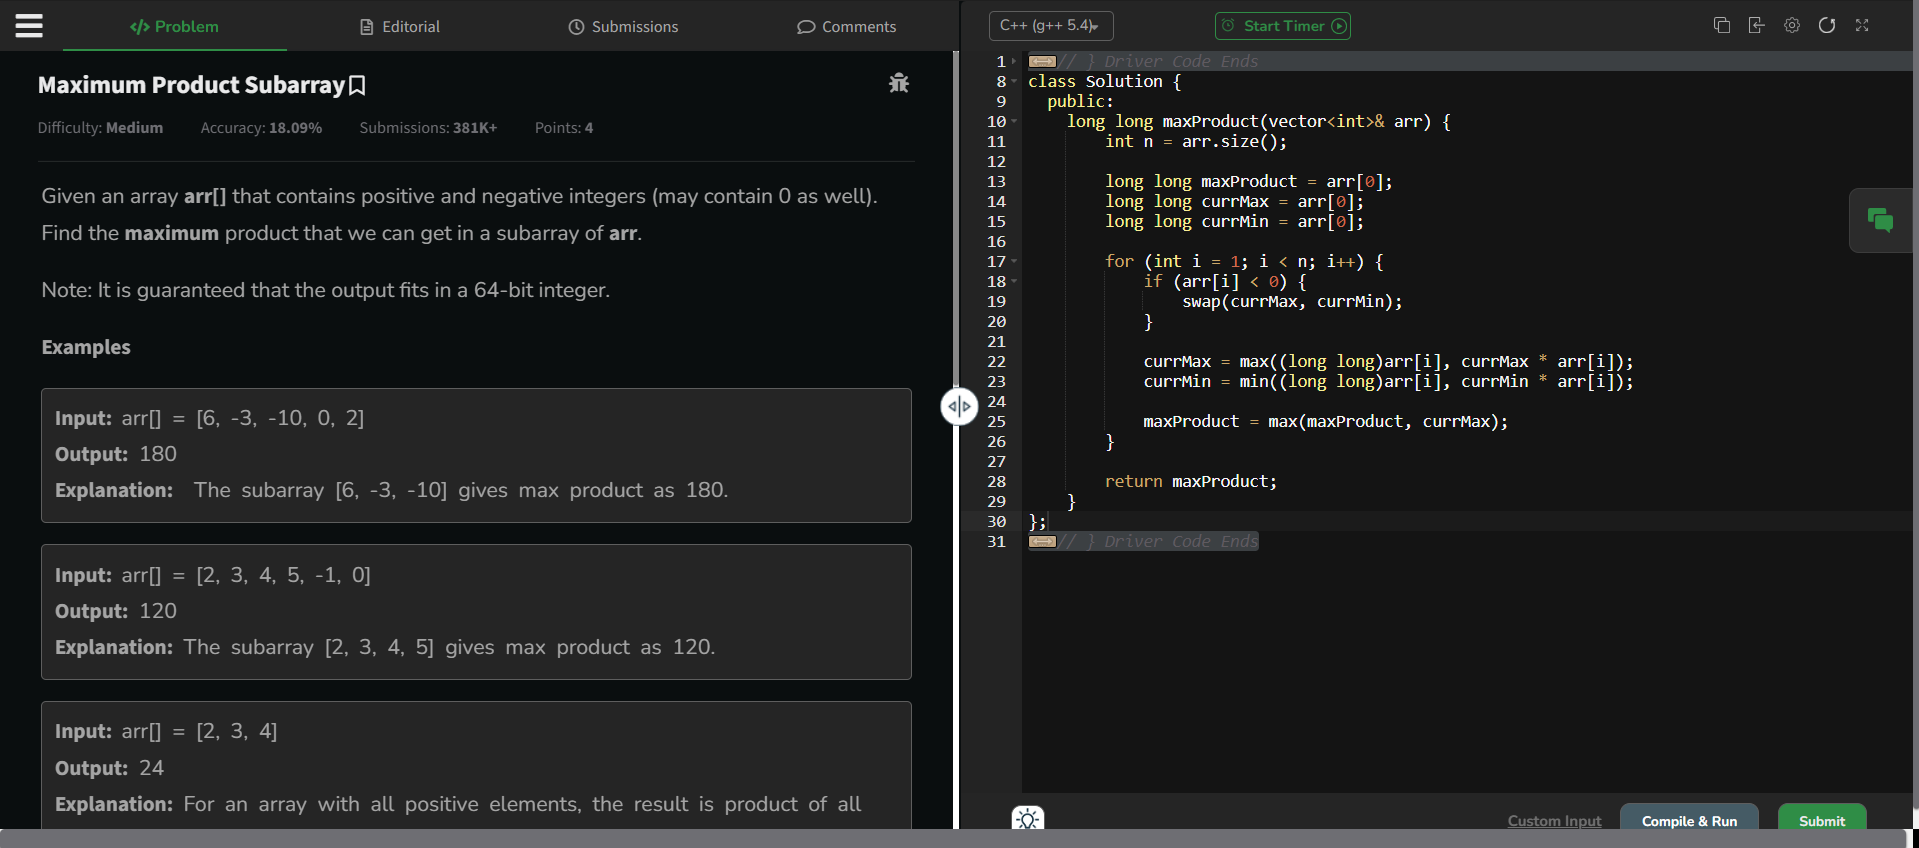 Problem
Editorial
Submissions
Comments
Maximum Product Subarray
Difficulty: Medium Accuracy: 18.09% Submissions: 381K+ Points: 4
Given an array arr[] that contains positive and negative integers (may contain 0 as well).
Find the maximum product that we can get in a subarray of arr.
Note: It is guaranteed that the output fits in a 64-bit integer.
Examples
Input: arr[] = [6, -3, -10, 0, 2]
Output: 180
Explanation: The subarray [6, -3, -10] gives max product as 180.
Input: arr[] = [2, 3, 4, 5, -1, 0]
Output: 120
Explanation: The subarray [2, 3, 4, 5] gives max product as 120.
Input: arr[] = [2, 3, 4]
Output: 24
Explanation: For an array with all positive elements, the result is product of all
C++ (g++ 5.4)
Start Timer
1 // } Driver Code Ends
8 class Solution {
9   public:
10     long long maxProduct(vector<int>& arr) {
11         int n = arr.size();
12
13         long long maxProduct = arr[0];
14         long long currMax = arr[0];
15         long long currMin = arr[0];
16
17         for (int i = 1; i < n; i++) {
18             if (arr[i] < 0) {
19                 swap(currMax, currMin);
20             }
21
22             currMax = max((long long)arr[i], currMax * arr[i]);
23             currMin = min((long long)arr[i], currMin * arr[i]);
24
25             maxProduct = max(maxProduct, currMax);
26         }
27
28         return maxProduct;
29     }
30 };
31 // } Driver Code Ends
Custom Input
Compile & Run
Submit